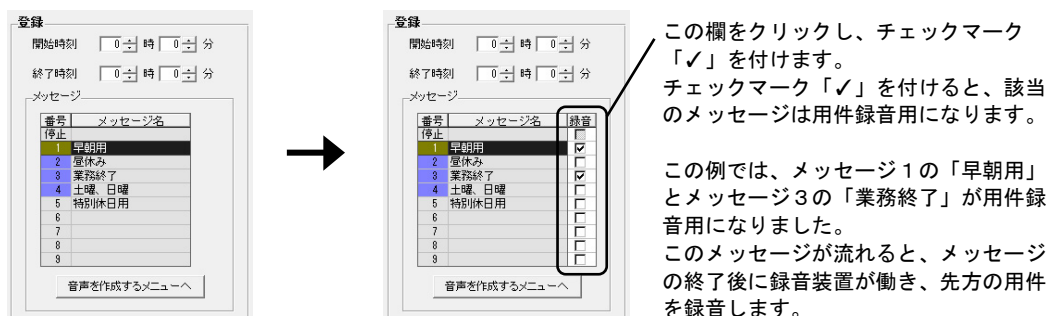 登録
開始時刻 0 時 0 分
終了時刻 0 時 0 分
メッセージ
番号 メッセージ名
停止
1 早朝用
2 昼休み
3 業務終了
4 土曜、日曜
5 特別休日用
6
7
8
9
音声を作成するメニューへ
登録
開始時刻 0 時 0 分
終了時刻 0 時 0 分
メッセージ
番号 メッセージ名 録音
停止
1 早朝用
2 昼休み
3 業務終了
4 土曜、日曜
5 特別休日用
6
7
8
9
音声を作成するメニューへ
この欄をクリックし、チェックマーク
「✓」を付けます。
チェックマーク「✓」を付けると、該当
のメッセージは用件録音用になります。
この例では、メッセージ１の「早朝用」
とメッセージ３の「業務終了」が用件録
音用になりました。
このメッセージが流れると、メッセージ
の終了後に録音装置が働き、先方の用件
を録音します。